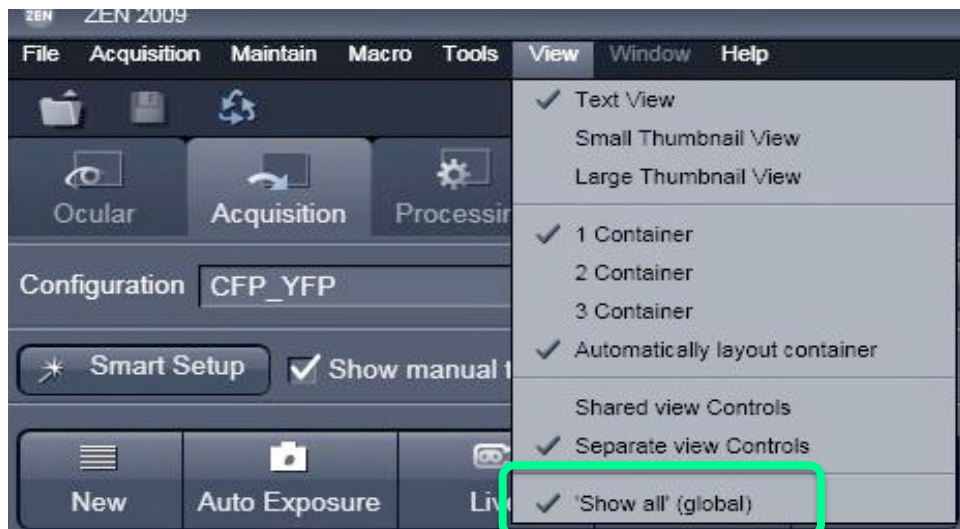 ZEN ZEN 2009
File Acquisition Maintain Macro Tools View Window Help
Text View
Small Thumbnail View
Large Thumbnail View
Ocular Acquisition Processin
1 Container
2 Container
3 Container
Automatically layout container
Configuration CFP_YFP
Smart Setup Show manual t
Shared view Controls
Separate view Controls
'Show all' (global)
New Auto Exposure Liv